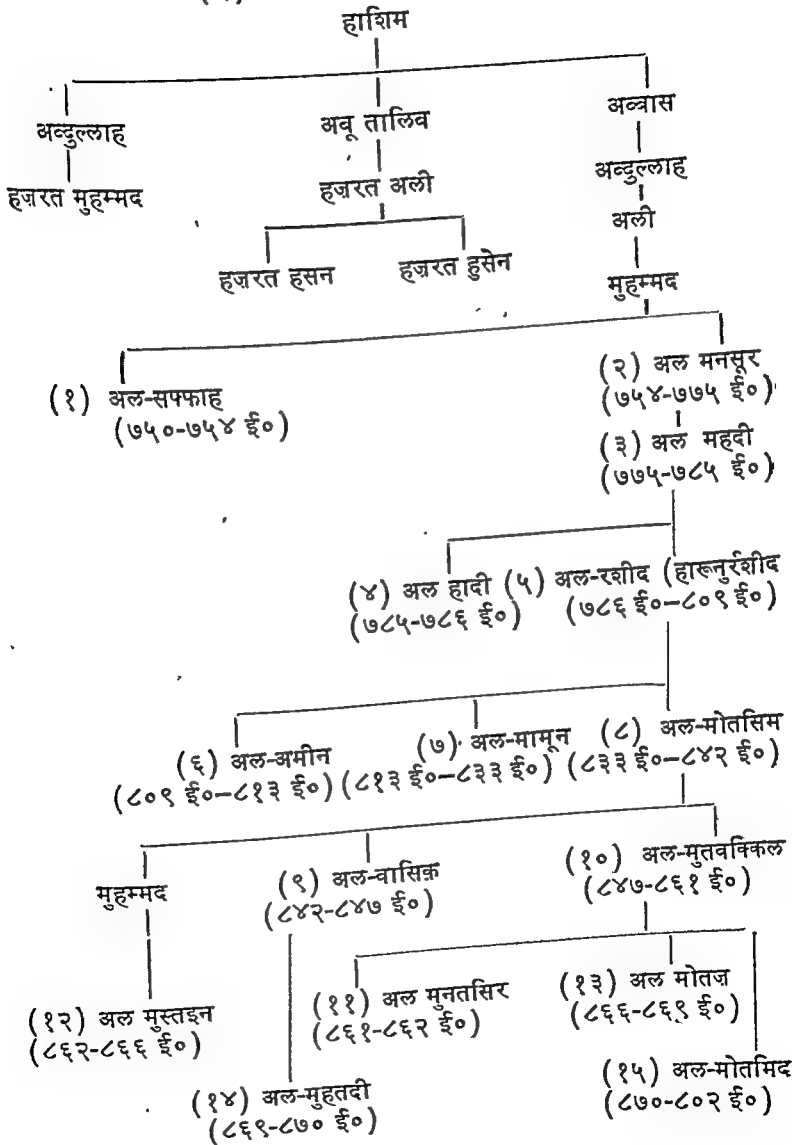 हाशिम
अब्दुल्लाह
अबू तालिब
अब्बास
हज़रत मुहम्मद
हज़रत अली
अब्दुल्लाह
अली
हज़रत हसन
हज़रत हुसेन
मुहम्मद
(१) अल-सफ्फाह
(७५०-७५४ ई०)
(२) अल मनसूर
(७५४-७७५ ई०)
(३) अल महदी
(७७५-७८५ ई०)
(४) अल हादी (५) अल-रशीद (हारूनुर्रशीद
(७८५-७८६ ई०) (७८६ ई०–८०९ ई०)
(६) अल-अमीन (७) अल-मामून (८) अल-मोतसिम
(८०९ ई०–८१३ ई०) (८१३ ई०–८३३ ई०) (८३३ ई०–८४२ ई०)
मुहम्मद
(९) अल-वासिक़
(८४२-८४७ ई०)
(१०) अल-मुतवक्किल
(८४७-८६१ ई०)
(१२) अल मुस्तइन
(८६२-८६६ ई०)
(११) अल मुनतसिर
(८६१-८६२ ई०)
(१३) अल मोतज़
(८६६-८६९ ई०)
(१४) अल-मुहतदी
(८६९-८७० ई०)
(१५) अल-मोतमिद
(८७०-८०२ ई०)